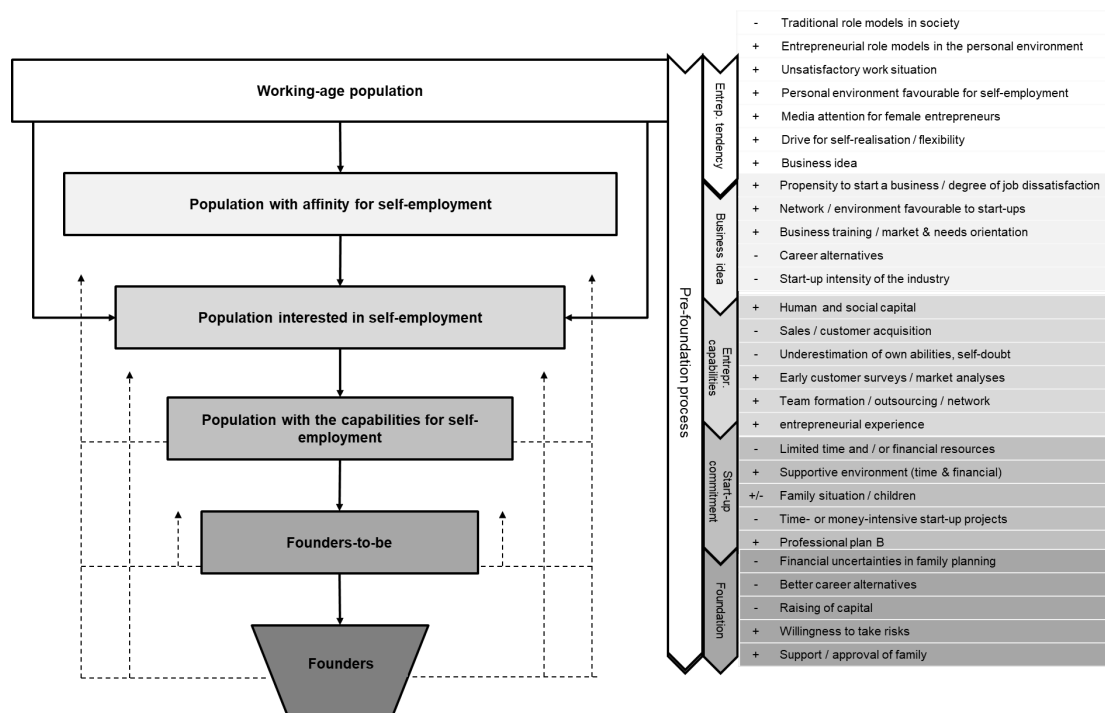 Working-age population
Population with affinity for self-employment
Population interested in self-employment
Population with the capabilities for self-
employment
Founders-to-be
Founders
Pre-foundation process
Entrep. tendency
Business idea
Entrepr.
capabilities
Start-up
commitment
Foundation
- Traditional role models in society
+ Entrepreneurial role models in the personal environment
+ Unsatisfactory work situation
+ Personal environment favourable for self-employment
+ Media attention for female entrepreneurs
+ Drive for self-realisation / flexibility
+ Business idea
+ Propensity to start a business / degree of job dissatisfaction
+ Network / environment favourable to start-ups
+ Business training / market & needs orientation
- Career alternatives
- Start-up intensity of the industry
+ Human and social capital
- Sales / customer acquisition
- Underestimation of own abilities, self-doubt
+ Early customer surveys / market analyses
+ Team formation / outsourcing / network
+ entrepreneurial experience
- Limited time and / or financial resources
+ Supportive environment (time & financial)
+/- Family situation / children
- Time- or money-intensive start-up projects
+ Professional plan B
- Financial uncertainties in family planning
- Better career alternatives
- Raising of capital
+ Willingness to take risks
+ Support / approval of family